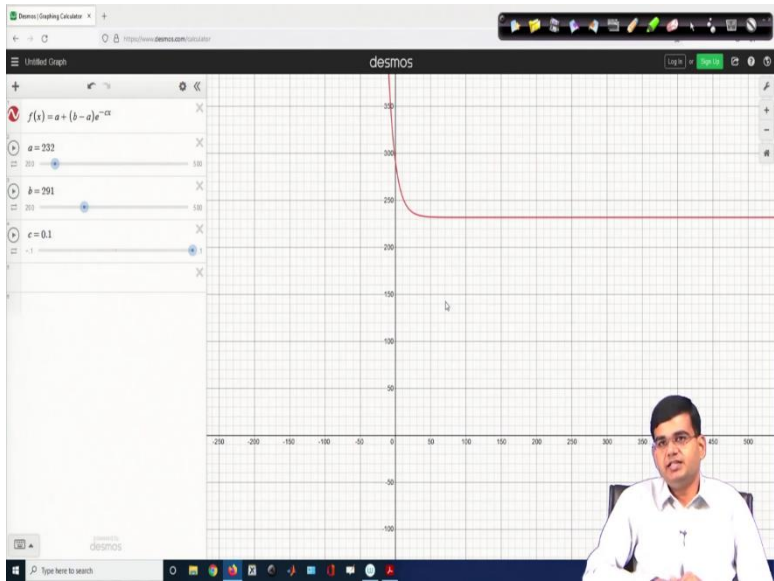 Desmos | Graphing Calculator × +
https://www.desmos.com/calculator
Untitled Graph
desmos
Log In or Sign Up
f(x) = a + (b − a)e^{−cx}
a = 232
200 500
b = 291
200 500
c = 0.1
350
300
250
200
150
100
50
-250 -200 -150 -100 -50 0 50 100 150 200 250 300 350 450 500
-50
-100
powered by
desmos
Type here to search